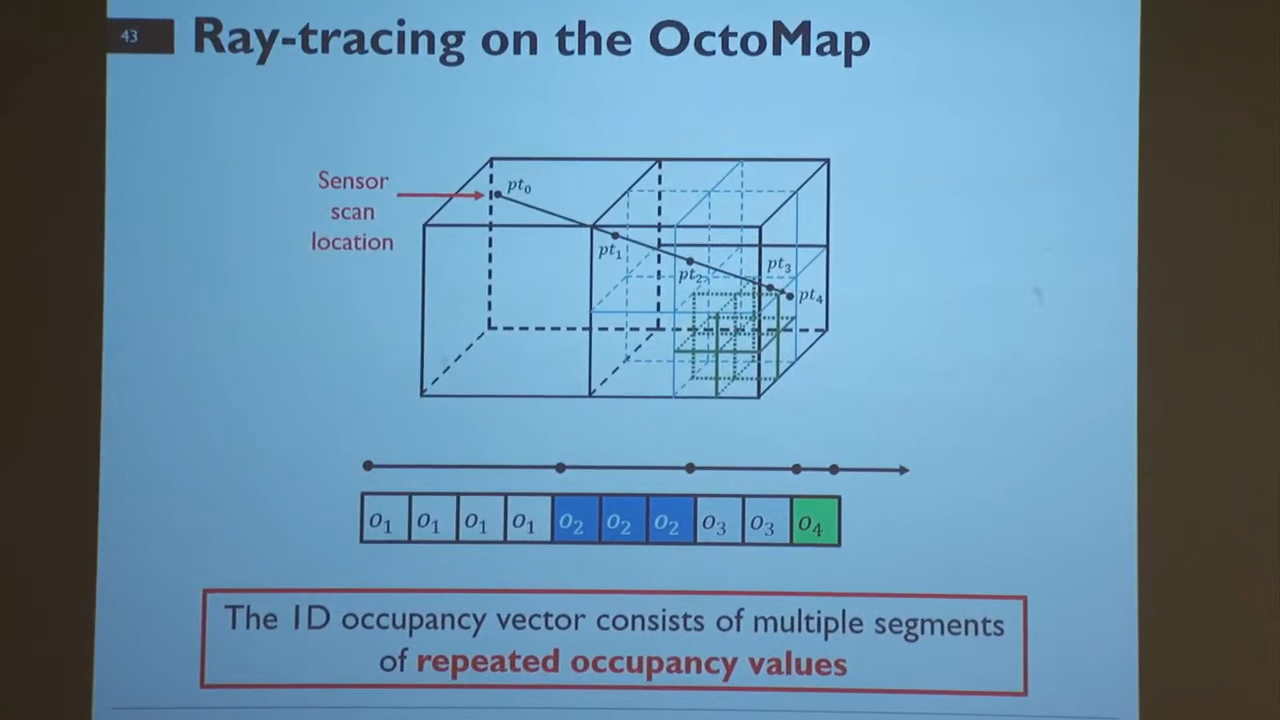 43
Ray-tracing on the OctoMap
Sensor
scan
location
pt₀
pt₁
pt₂
pt₃
pt₄
o₁ o₁ o₁ o₁ o₂ o₂ o₂ o₃ o₃ o₄
The 1D occupancy vector consists of multiple segments
of repeated occupancy values